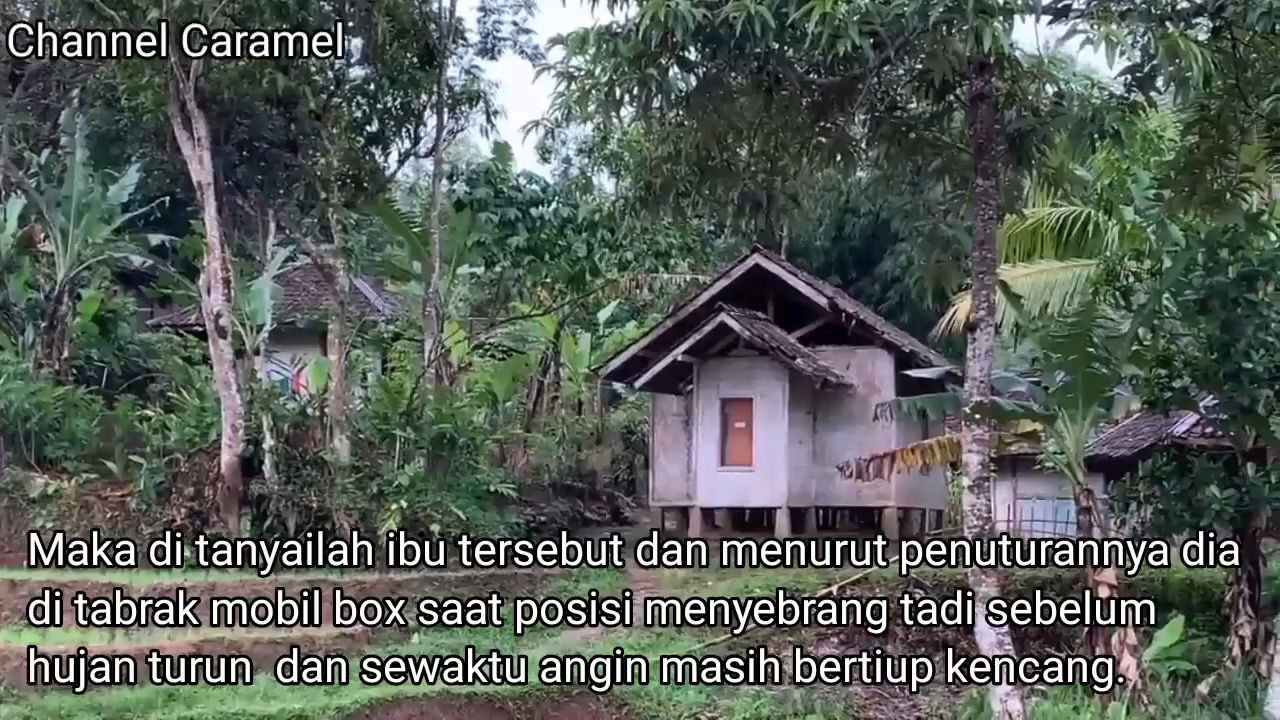 Channel Caramel
Maka di tanyailah ibu tersebut dan menurut penuturannya dia
di tabrak mobil box saat posisi menyebrang tadi sebelum
hujan turun  dan sewaktu angin masih bertiup kencang.